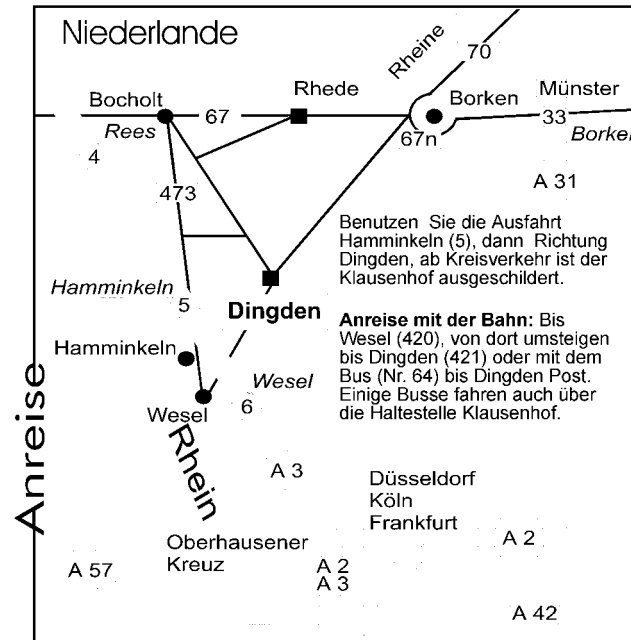 Niederlande
Rheine
70
Rhede
Bocholt
Borken
Münster
67
33
Rees
67n
4
473
A 31
Benutzen Sie die Ausfahrt
Hamminkeln (5), dann Richtung
Dingden, ab Kreisverkehr ist der
Klausenhof ausgeschildert.
Hamminkeln
5
Dingden
Anreise mit der Bahn: Bis
Wesel (420), von dort umsteigen
bis Dingden (421) oder mit dem
Bus (Nr. 64) bis Dingden Post.
Einige Busse fahren auch über
die Haltestelle Klausenhof.
Hamminkeln
Wesel
6
Wesel
Rhein
Anreise
A 3
Düsseldorf
Köln
Frankfurt
Oberhausener
Kreuz
A 2
A 57
A 2
A 3
A 42